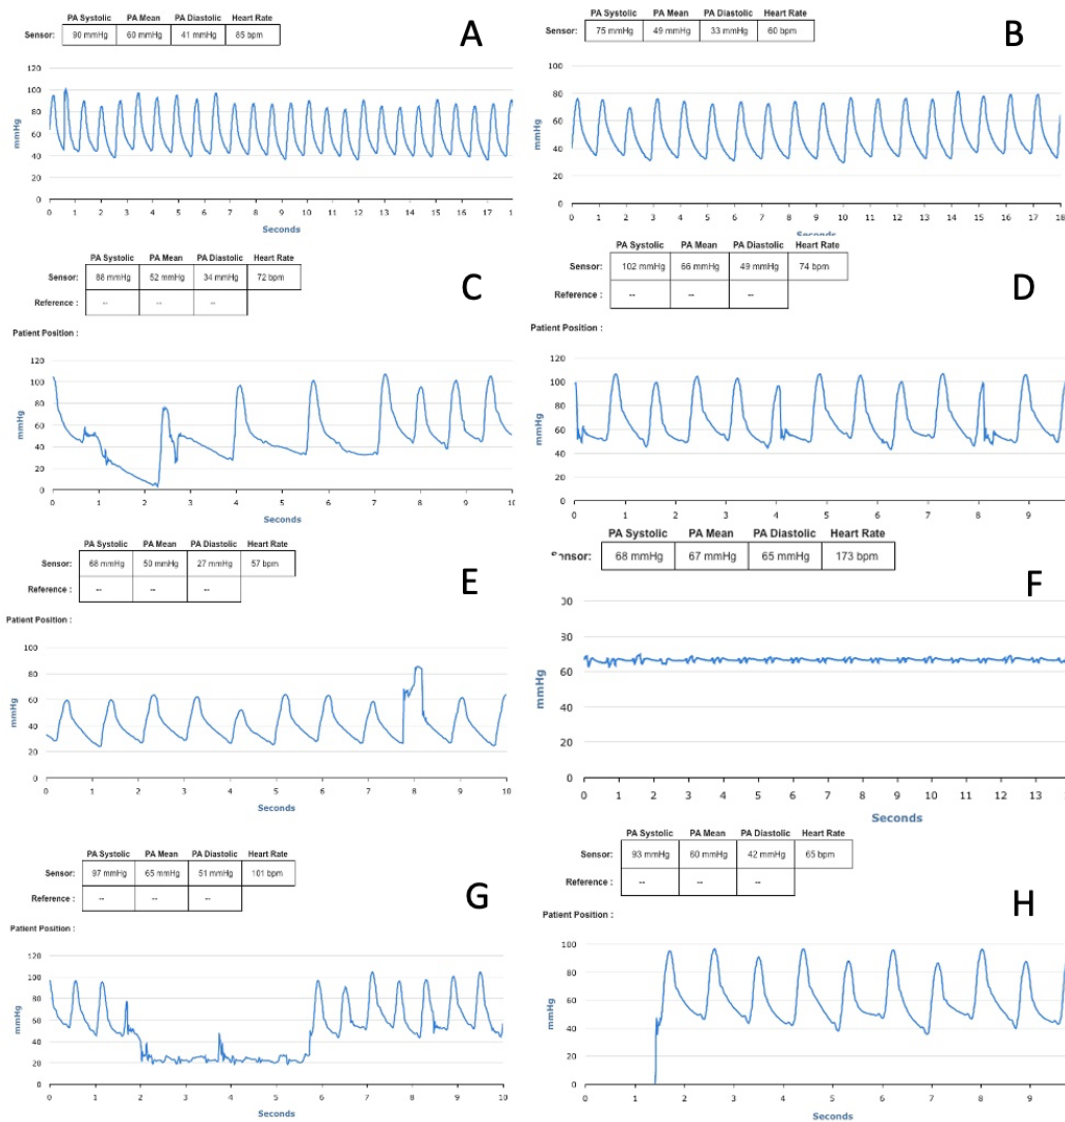 PA Systolic PA Mean PA Diastolic Heart Rate
Sensor: 90 mmHg 60 mmHg 41 mmHg 85 bpm
A
120
100
80
60
40
20
0
mmHg
0 1 2 3 4 5 6 7 8 9 10 11 12 13 14 15 16 17
Seconds
PA Systolic PA Mean PA Diastolic Heart Rate
Sensor: 75 mmHg 49 mmHg 33 mmHg 60 bpm
B
100
80
60
40
20
0
mmHg
0 1 2 3 4 5 6 7 8 9 10 11 12 13 14 15 16 17 18
Seconds
PA Systolic PA Mean PA Diastolic Heart Rate
Sensor: 88 mmHg 52 mmHg 34 mmHg 72 bpm
Reference : -- -- --
C
Patient Position :
120
100
80
60
40
20
0
mmHg
0 1 2 3 4 5 6 7 8 9 10
Seconds
PA Systolic PA Mean PA Diastolic Heart Rate
Sensor: 102 mmHg 66 mmHg 49 mmHg 74 bpm
Reference : -- -- --
D
Patient Position :
120
100
80
60
40
20
0
mmHg
0 1 2 3 4 5 6 7 8 9
Seconds
PA Systolic PA Mean PA Diastolic Heart Rate
Sensor: 68 mmHg 50 mmHg 27 mmHg 57 bpm
Reference : -- -- --
E
Patient Position :
100
80
60
40
20
0
mmHg
0 1 2 3 4 5 6 7 8 9 10
Seconds
PA Systolic PA Mean PA Diastolic Heart Rate
Sensor: 68 mmHg 67 mmHg 65 mmHg 173 bpm
F
00
80
60
40
20
0
mmHg
0 1 2 3 4 5 6 7 8 9 10 11 12 13
Seconds
PA Systolic PA Mean PA Diastolic Heart Rate
Sensor: 97 mmHg 65 mmHg 51 mmHg 101 bpm
Reference : -- -- --
G
Patient Position :
120
100
80
60
40
20
0
mmHg
0 1 2 3 4 5 6 7 8 9 10
Seconds
PA Systolic PA Mean PA Diastolic Heart Rate
Sensor: 93 mmHg 60 mmHg 42 mmHg 65 bpm
Reference : -- -- --
H
Patient Position :
100
80
60
40
20
0
mmHg
0 1 2 3 4 5 6 7 8 9
Seconds